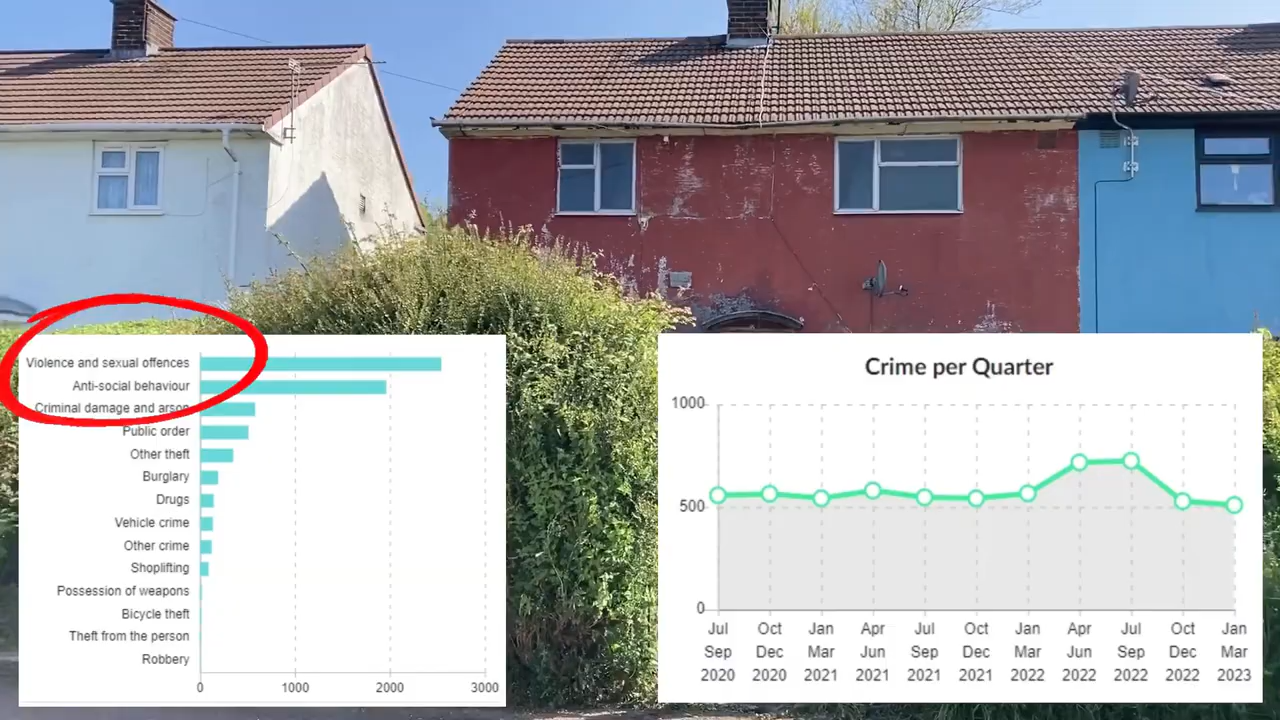 Violence and sexual offences
Anti-social behaviour
Criminal damage and arson
Public order
Other theft
Burglary
Drugs
Vehicle crime
Other crime
Shoplifting
Possession of weapons
Bicycle theft
Theft from the person
Robbery
0 1000 2000 3000
Crime per Quarter
1000
500
0
Jul Oct Jan Apr Jul Oct Jan Apr Jul Oct Jan
Sep Dec Mar Jun Sep Dec Mar Jun Sep Dec Mar
2020 2020 2021 2021 2021 2021 2022 2022 2022 2022 2023